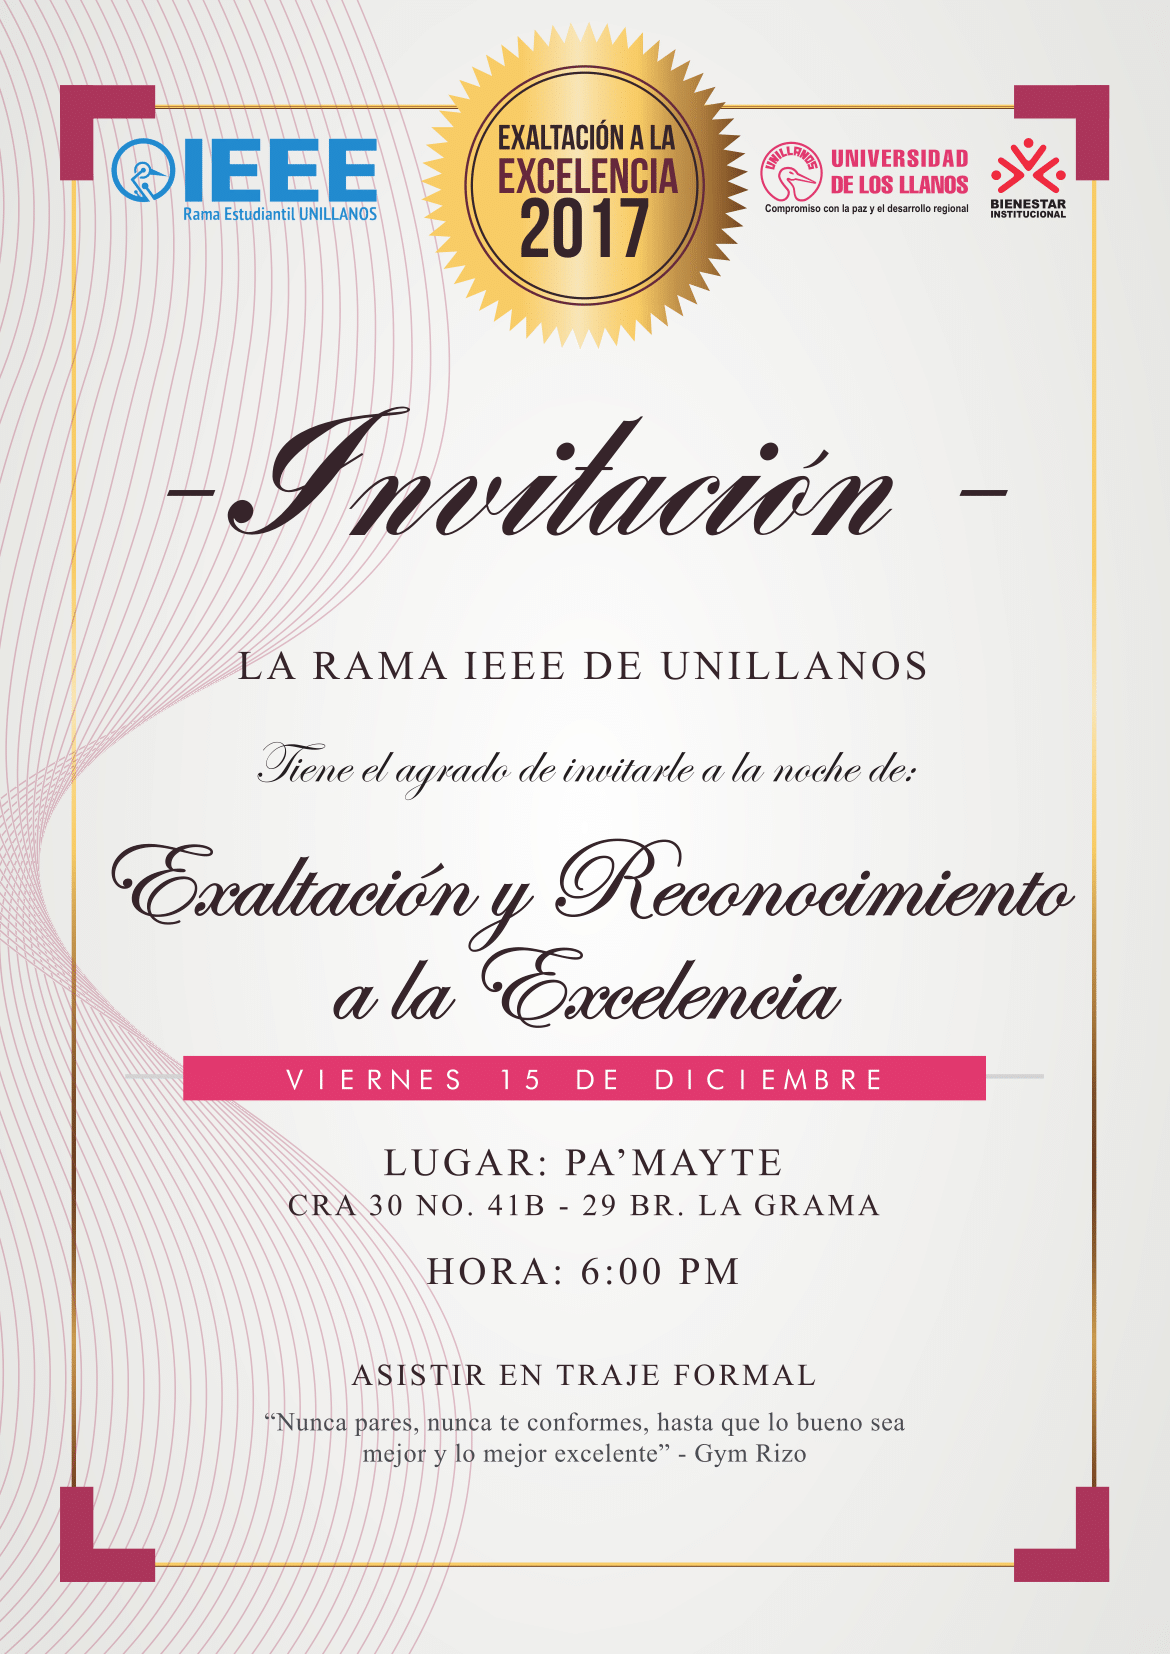 IEEE
Rama Estudiantil UNILLANOS
EXALTACIÓN A LA
EXCELENCIA
2017
UNILLANOS
UNIVERSIDAD
DE LOS LLANOS
Compromiso con la paz y el desarrollo regional
BIENESTAR
INSTITUCIONAL
-Invitación -
LA RAMA IEEE DE UNILLANOS
Tiene el agrado de invitarle a la noche de:
Exaltación y Reconocimiento
a la Excelencia
VIERNES 15 DE DICIEMBRE
LUGAR: PA’MAYTE
CRA 30 NO. 41B - 29 BR. LA GRAMA
HORA: 6:00 PM
ASISTIR EN TRAJE FORMAL
“Nunca pares, nunca te conformes, hasta que lo bueno sea
mejor y lo mejor excelente” - Gym Rizo